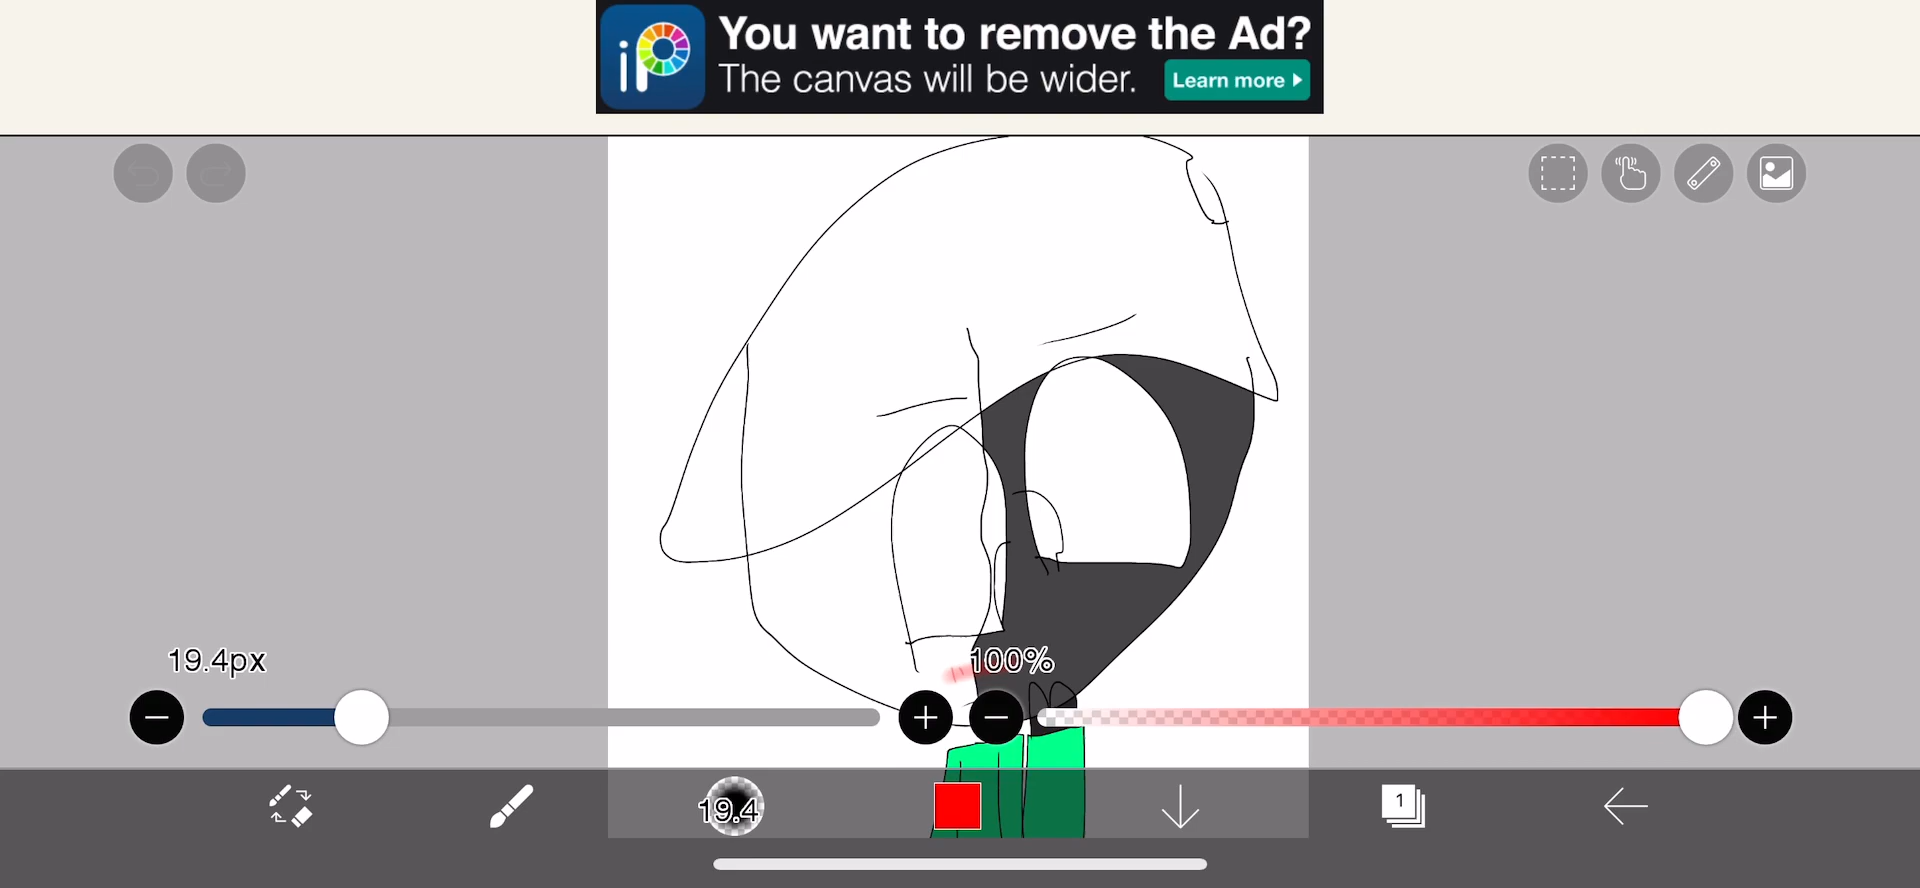 iP
You want to remove the Ad?
The canvas will be wider.
Learn more
19.4px
100%
19.4
1